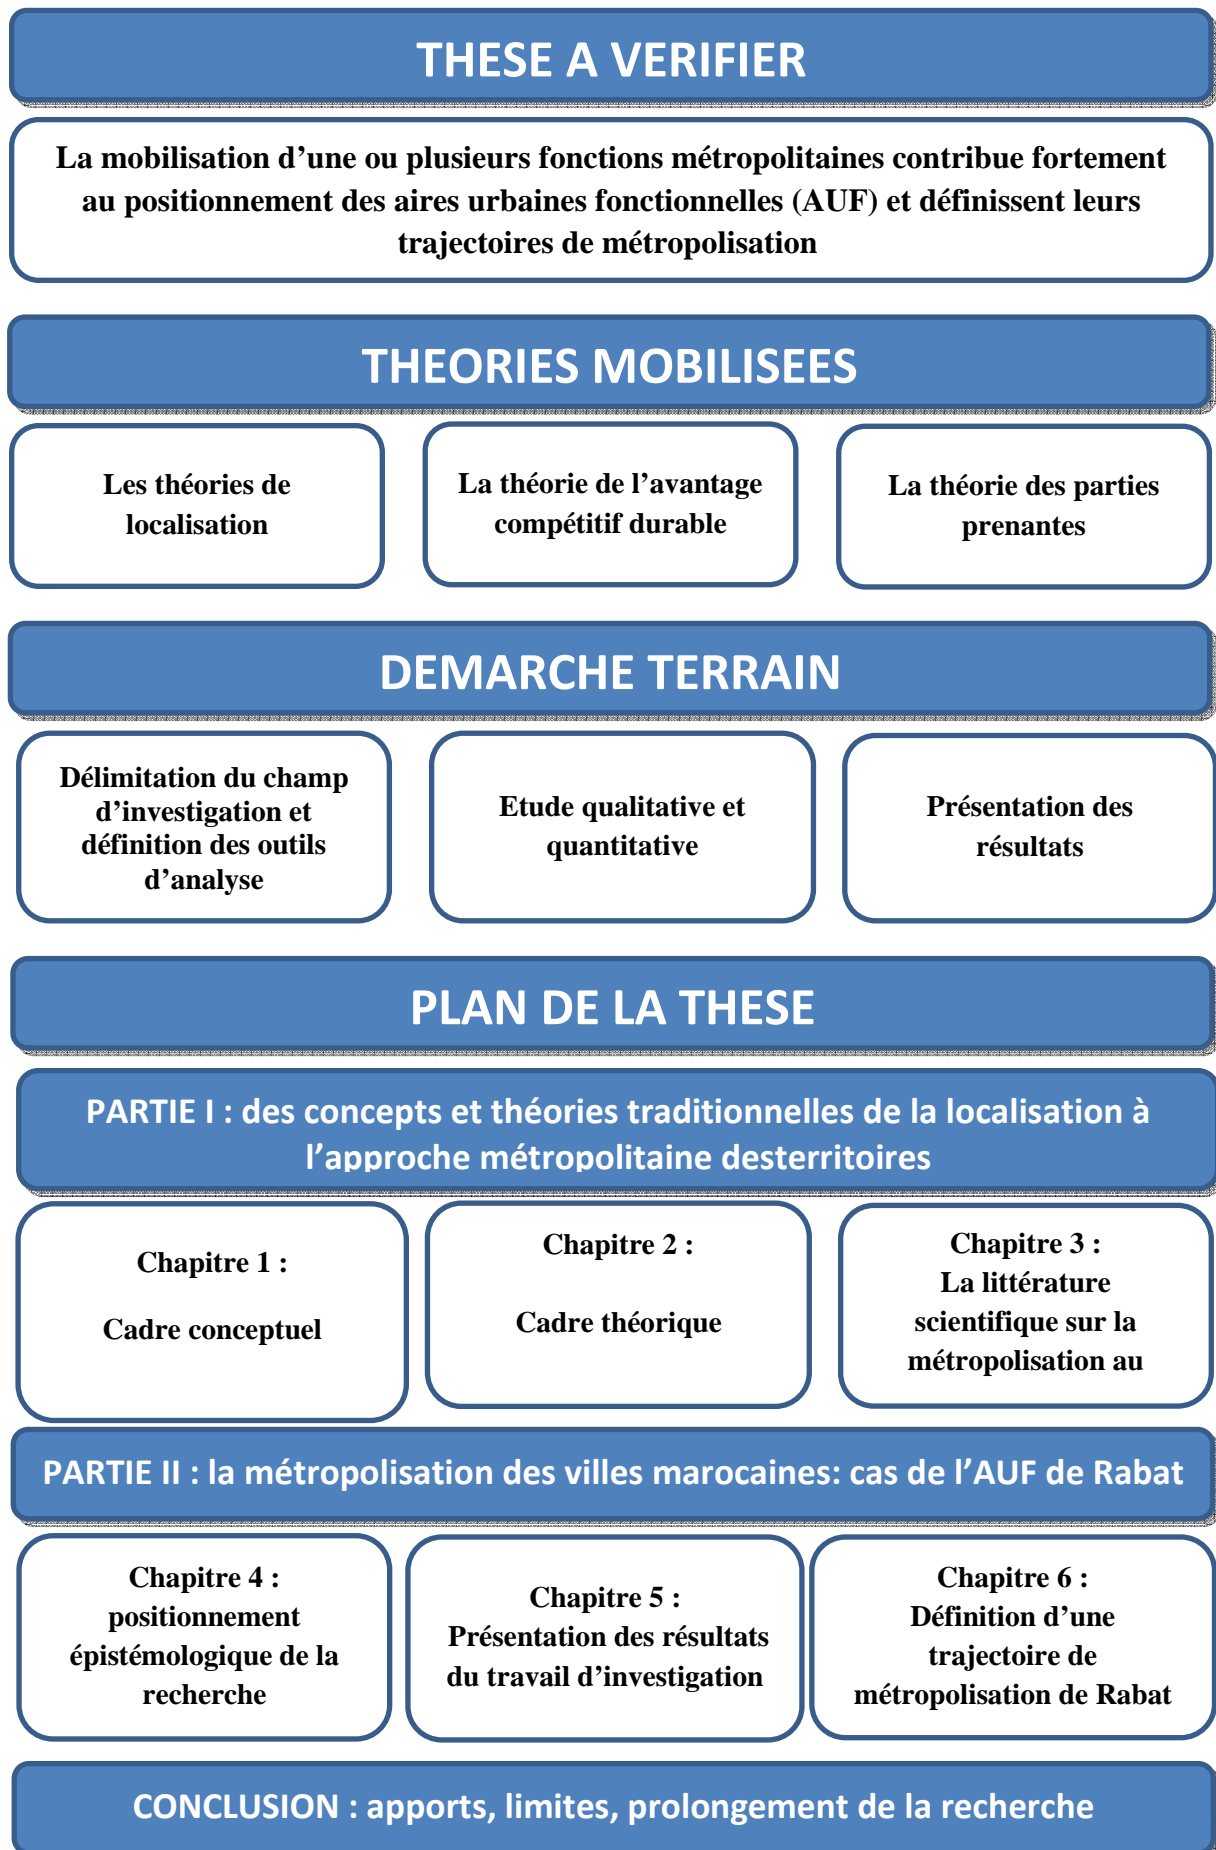 THESE A VERIFIER
La mobilisation d’une ou plusieurs fonctions métropolitaines contribue fortement
au positionnement des aires urbaines fonctionnelles (AUF) et définissent leurs
trajectoires de métropolisation
THEORIES MOBILISEES
Les théories de
localisation
La théorie de l’avantage
compétitif durable
La théorie des parties
prenantes
DEMARCHE TERRAIN
Délimitation du champ
d’investigation et
définition des outils
d’analyse
Etude qualitative et
quantitative
Présentation des
résultats
PLAN DE LA THESE
PARTIE I : des concepts et théories traditionnelles de la localisation à
l’approche métropolitaine desterritoires
Chapitre 1 :
Cadre conceptuel
Chapitre 2 :
Cadre théorique
Chapitre 3 :
La littérature
scientifique sur la
métropolisation au
PARTIE II : la métropolisation des villes marocaines: cas de l’AUF de Rabat
Chapitre 4 :
positionnement
épistémologique de la
recherche
Chapitre 5 :
Présentation des résultats
du travail d’investigation
Chapitre 6 :
Définition d’une
trajectoire de
métropolisation de Rabat
CONCLUSION : apports, limites, prolongement de la recherche